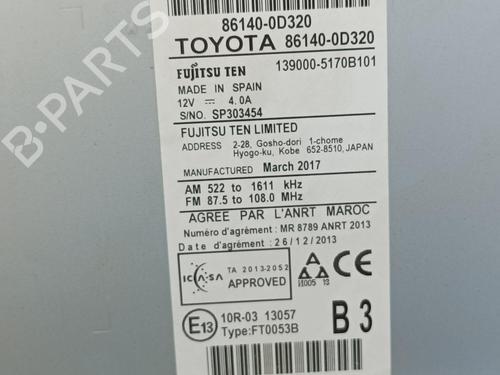 86140-0D320
TOYOTA 86140-0D320
FUJITSU TEN 139000-5170B101
MADE IN SPAIN
12V 4.0A
S/NO. SP303454
FUJITSU TEN LIMITED
ADDRESS 2-28, Gosho-dori 1-chome
Hyogo-ku, Kobe 652-8510, JAPAN
MANUFACTURED March 2017
AM 522 to 1611 kHz
FM 87.5 to 108.0 MHz
AGREE PAR L'ANRT MAROC
Numéro d'agrément: MR 8789 ANRT 2013
Date d'agrément: 26/12/2013
ICASA
TA 2013-2052
APPROVED
CE
I1005 13
E13
10R-03 13057
Type:FT0053B
B 3
B-PARTS